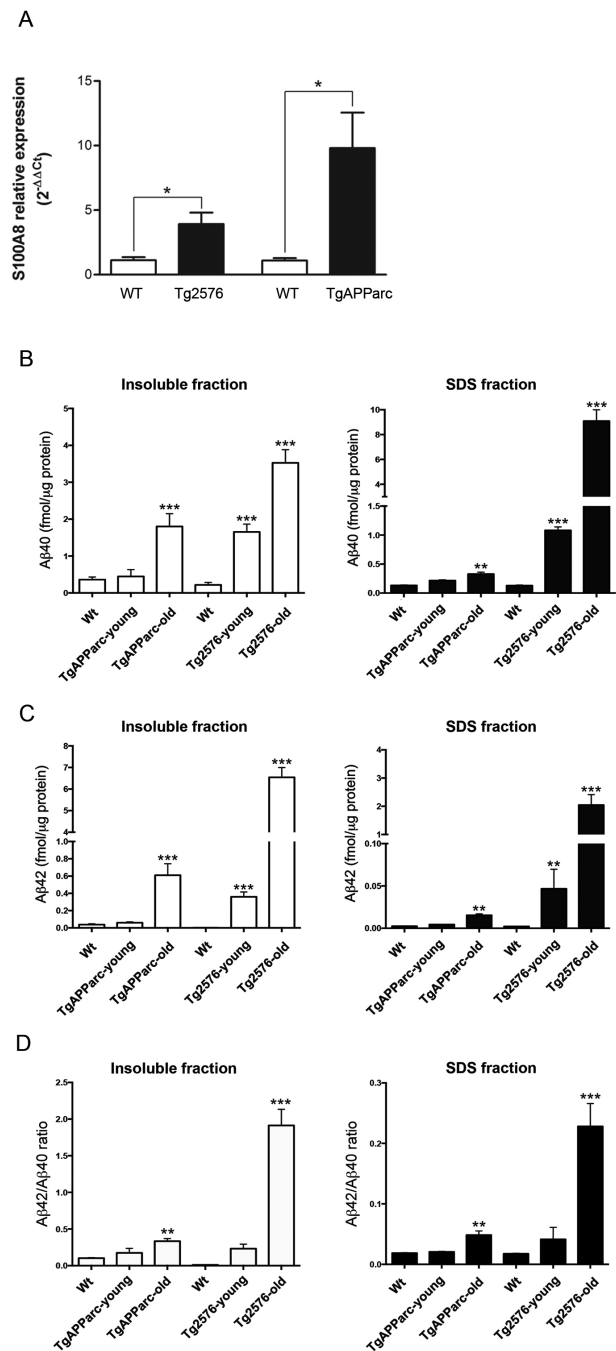 A
S100A8 relative expression
(2-ΔΔCt)
15
10
5
0
*
*
WT
Tg2576
WT
TgAPParc
B
Insoluble fraction
Aβ40 (fmol/μg protein)
5
4
3
2
1
0
***
***
***
Wt
TgAPParc-young
TgAPParc-old
Wt
Tg2576-young
Tg2576-old
SDS fraction
Aβ40 (fmol/μg protein)
10
8
6
4
1.5
1.0
0.5
0.0
**
***
***
Wt
TgAPParc-young
TgAPParc-old
Wt
Tg2576-young
Tg2576-old
C
Insoluble fraction
Aβ42 (fmol/μg protein)
8
7
6
5
4
1.0
0.8
0.6
0.4
0.2
0.0
***
***
***
Wt
TgAPParc-young
TgAPParc-old
Wt
Tg2576-young
Tg2576-old
SDS fraction
Aβ42 (fmol/μg protein)
4
3
2
1
0.10
0.05
0.00
**
**
***
Wt
TgAPParc-young
TgAPParc-old
Wt
Tg2576-young
Tg2576-old
D
Insoluble fraction
Aβ42/Aβ40 ratio
2.5
2.0
1.5
1.0
0.5
0.0
**
***
Wt
TgAPParc-young
TgAPParc-old
Wt
Tg2576-young
Tg2576-old
SDS fraction
Aβ42/Aβ40 ratio
0.3
0.2
0.1
0.0
**
***
Wt
TgAPParc-young
TgAPParc-old
Wt
Tg2576-young
Tg2576-old